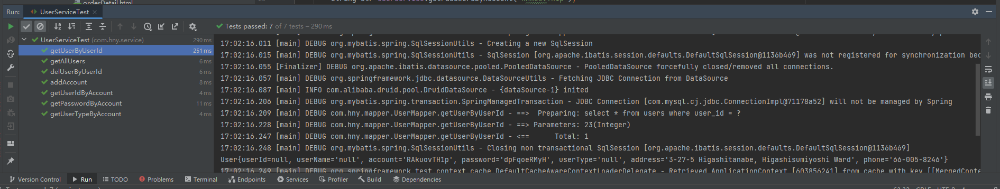 orderDetail.html
Run: UserServiceTest
Tests passed: 7 of 7 tests – 290 ms
UserServiceTest (com.hny.service) 290 ms
getUserByUserId 251 ms
getAllUsers 6 ms
delUserByUserId 6 ms
addAccount 8 ms
getUserIdByAccount 4 ms
getPasswordByAccount 11 ms
getUserTypeByAccount 4 ms
17:02:16.011 [main] DEBUG org.mybatis.spring.SqlSessionUtils - Creating a new SqlSession
17:02:16.015 [main] DEBUG org.mybatis.spring.SqlSessionUtils - SqlSession [org.apache.ibatis.session.defaults.DefaultSqlSession@1136b469] was not registered for synchronization bec
17:02:16.055 [Finalizer] DEBUG org.apache.ibatis.datasource.pooled.PooledDataSource - PooledDataSource forcefully closed/removed all connections.
17:02:16.057 [main] DEBUG org.springframework.jdbc.datasource.DataSourceUtils - Fetching JDBC Connection from DataSource
17:02:16.087 [main] INFO com.alibaba.druid.pool.DruidDataSource - {dataSource-1} inited
17:02:16.206 [main] DEBUG org.mybatis.spring.transaction.SpringManagedTransaction - JDBC Connection [com.mysql.cj.jdbc.ConnectionImpl@71178a52] will not be managed by Spring
17:02:16.209 [main] DEBUG com.hny.mapper.UserMapper.getUserByUserId - ==>  Preparing: select * from users where user_id = ?
17:02:16.228 [main] DEBUG com.hny.mapper.UserMapper.getUserByUserId - ==> Parameters: 23(Integer)
17:02:16.247 [main] DEBUG com.hny.mapper.UserMapper.getUserByUserId - <==      Total: 1
17:02:16.248 [main] DEBUG org.mybatis.spring.SqlSessionUtils - Closing non transactional SqlSession [org.apache.ibatis.session.defaults.DefaultSqlSession@1136b469]
User{userId=null, userName='null', account='RAkuovTH1p', password='dpFqoeRMyH', userType='null', address='3-27-5 Higashitanabe, Higashisumiyoshi Ward', phone='66-005-8246'}
17:02:16.249 [main] DEBUG org.springframework.test.context.cache.DefaultCacheAwareContextLoaderDelegate - Retrieved ApplicationContext [603856241] from cache with key [[MergedConte
Version Control Run TODO Problems Terminal Endpoints Services Profiler Build Dependencies